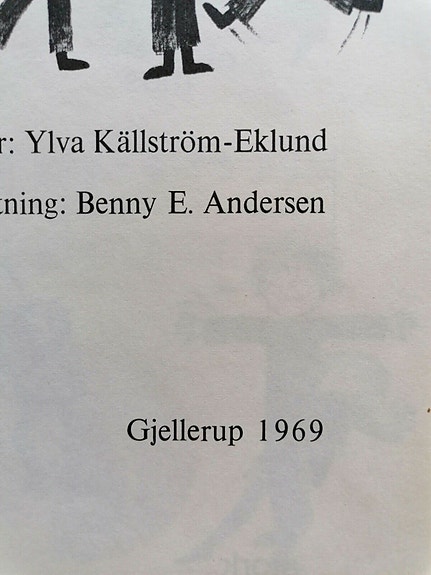 r: Ylva Källström-Eklund
tning: Benny E. Andersen
Gjellerup 1969